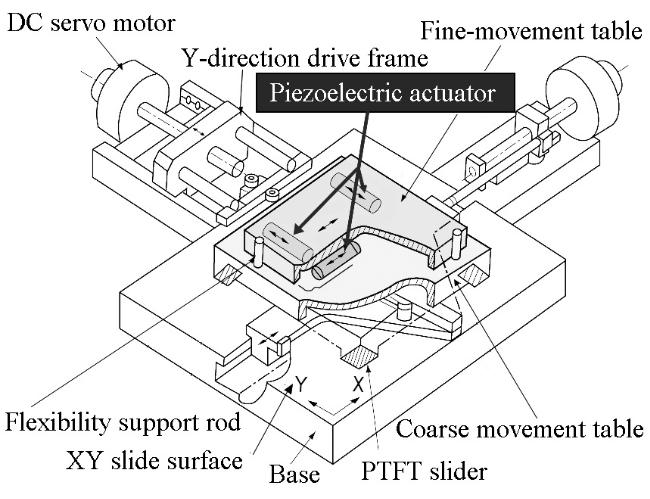 DC servo motor
Fine-movement table
Y-direction drive frame
Piezoelectric actuator
Y
X
Flexibility support rod
Coarse movement table
XY slide surface
Base
PTFT slider